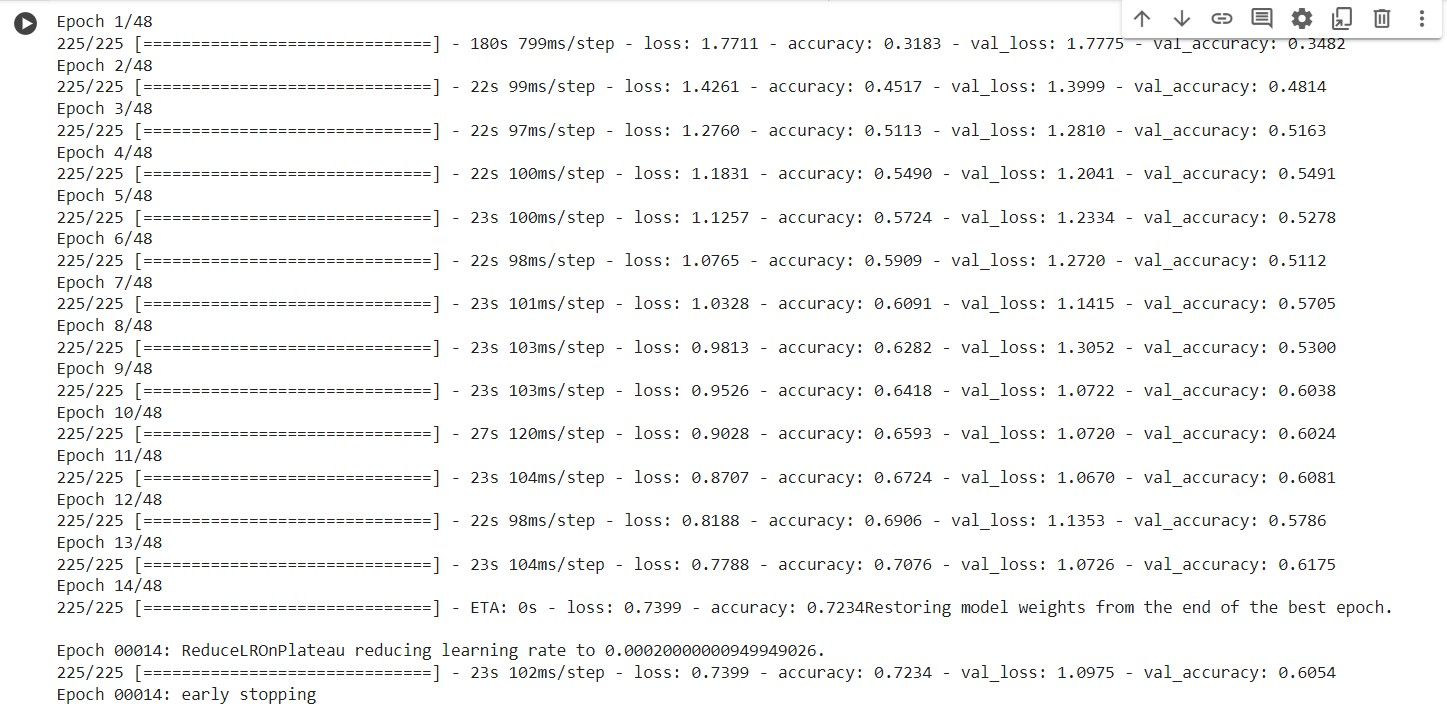 Epoch 1/48
225/225 [==============================] - 180s 799ms/step - loss: 1.7711 - accuracy: 0.3183 - val_loss: 1.7775 - val_accuracy: 0.3482
Epoch 2/48
225/225 [==============================] - 22s 99ms/step - loss: 1.4261 - accuracy: 0.4517 - val_loss: 1.3999 - val_accuracy: 0.4814
Epoch 3/48
225/225 [==============================] - 22s 97ms/step - loss: 1.2760 - accuracy: 0.5113 - val_loss: 1.2810 - val_accuracy: 0.5163
Epoch 4/48
225/225 [==============================] - 22s 100ms/step - loss: 1.1831 - accuracy: 0.5490 - val_loss: 1.2041 - val_accuracy: 0.5491
Epoch 5/48
225/225 [==============================] - 23s 100ms/step - loss: 1.1257 - accuracy: 0.5724 - val_loss: 1.2334 - val_accuracy: 0.5278
Epoch 6/48
225/225 [==============================] - 22s 98ms/step - loss: 1.0765 - accuracy: 0.5909 - val_loss: 1.2720 - val_accuracy: 0.5112
Epoch 7/48
225/225 [==============================] - 23s 101ms/step - loss: 1.0328 - accuracy: 0.6091 - val_loss: 1.1415 - val_accuracy: 0.5705
Epoch 8/48
225/225 [==============================] - 23s 103ms/step - loss: 0.9813 - accuracy: 0.6282 - val_loss: 1.3052 - val_accuracy: 0.5300
Epoch 9/48
225/225 [==============================] - 23s 103ms/step - loss: 0.9526 - accuracy: 0.6418 - val_loss: 1.0722 - val_accuracy: 0.6038
Epoch 10/48
225/225 [==============================] - 27s 120ms/step - loss: 0.9028 - accuracy: 0.6593 - val_loss: 1.0720 - val_accuracy: 0.6024
Epoch 11/48
225/225 [==============================] - 23s 104ms/step - loss: 0.8707 - accuracy: 0.6724 - val_loss: 1.0670 - val_accuracy: 0.6081
Epoch 12/48
225/225 [==============================] - 22s 98ms/step - loss: 0.8188 - accuracy: 0.6906 - val_loss: 1.1353 - val_accuracy: 0.5786
Epoch 13/48
225/225 [==============================] - 23s 104ms/step - loss: 0.7788 - accuracy: 0.7076 - val_loss: 1.0726 - val_accuracy: 0.6175
Epoch 14/48
225/225 [==============================] - ETA: 0s - loss: 0.7399 - accuracy: 0.7234Restoring model weights from the end of the best epoch.
Epoch 00014: ReduceLROnPlateau reducing learning rate to 0.00020000000949949026.
225/225 [==============================] - 23s 102ms/step - loss: 0.7399 - accuracy: 0.7234 - val_loss: 1.0975 - val_accuracy: 0.6054
Epoch 00014: early stopping